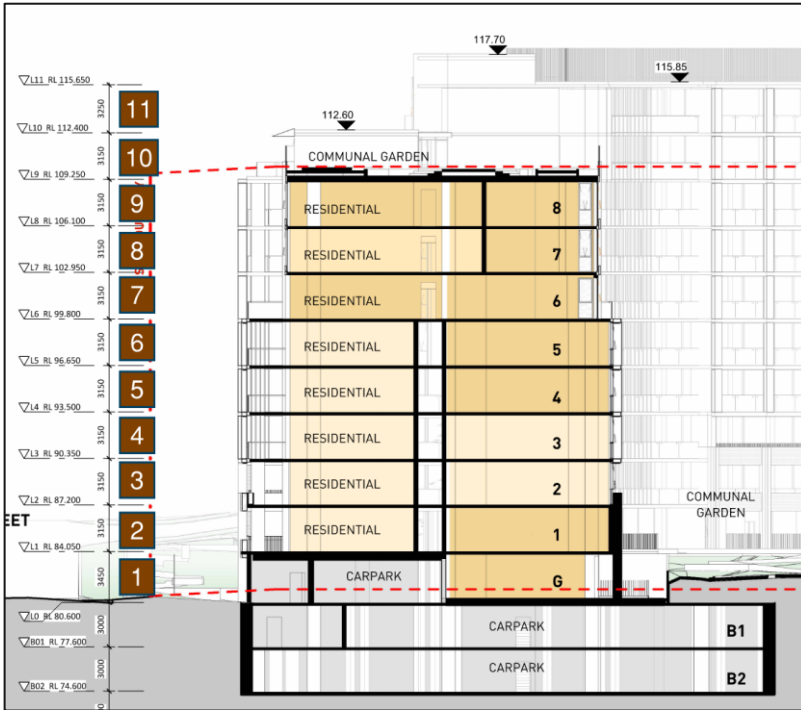 117.70
115.85
112.60
L11 RL 115.650
3250
11
L10 RL 112.400
3150
10
COMMUNAL GARDEN
L9 RL 109.250
3150
9
RESIDENTIAL
8
L8 RL 106.100
3150
8
RESIDENTIAL
7
L7 RL 102.950
3150
7
RESIDENTIAL
6
L6 RL 99.800
3150
6
RESIDENTIAL
5
L5 RL 96.650
3150
5
RESIDENTIAL
4
L4 RL 93.500
3150
4
RESIDENTIAL
3
L3 RL 90.350
3150
3
RESIDENTIAL
2
L2 RL 87.200
COMMUNAL
GARDEN
EET
3150
2
RESIDENTIAL
1
L1 RL 84.050
3450
1
CARPARK
G
L0 RL 80.600
3000
CARPARK
B1
B01 RL 77.600
3000
CARPARK
B2
B02 RL 74.600